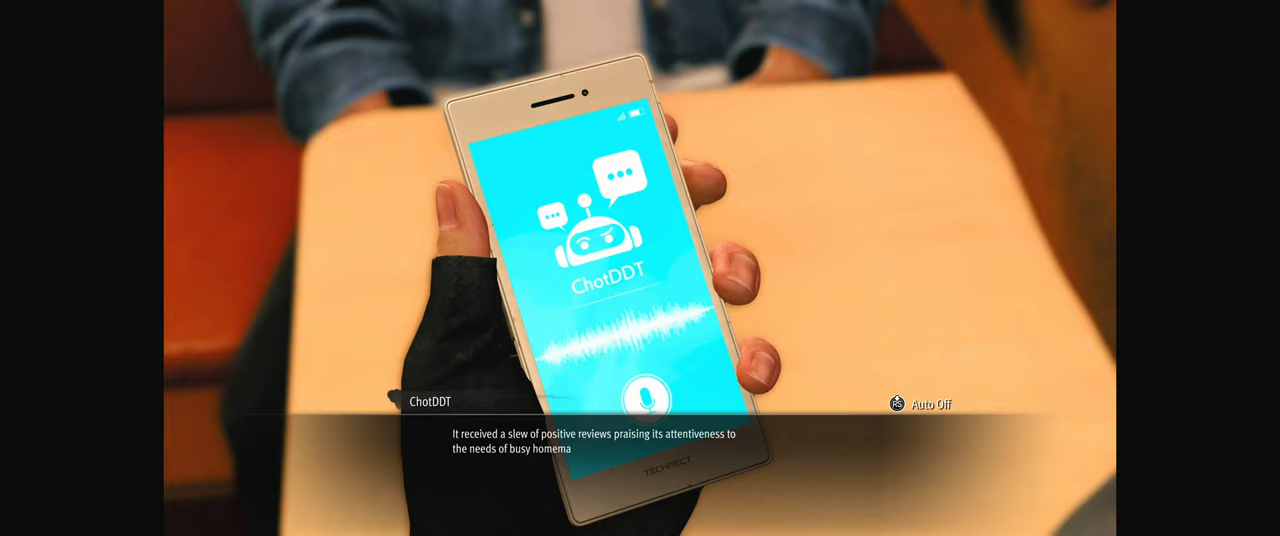 ChotDDT
TECHRECT
ChotDDT
RS Auto Off
It received a slew of positive reviews praising its attentiveness to
the needs of busy homema